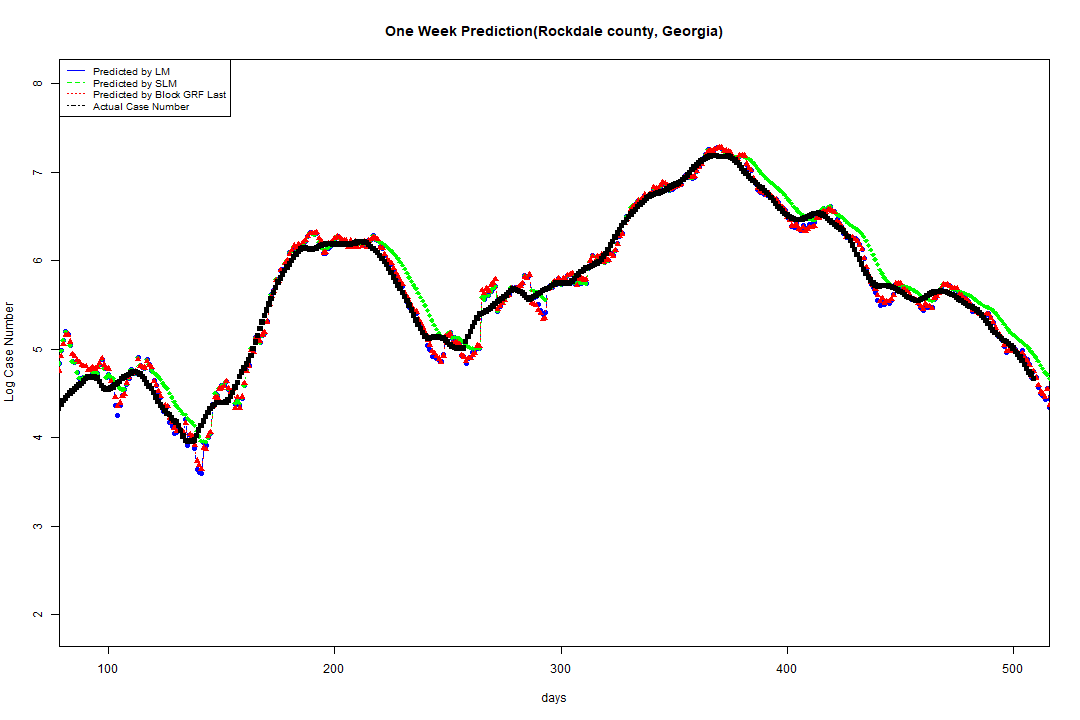 One Week Prediction(Rockdale county, Georgia)
Predicted by LM
Predicted by SLM
Predicted by Block GRF Last
Actual Case Number
8
7
6
5
4
3
2
Log Case Number
100 200 300 400 500
days